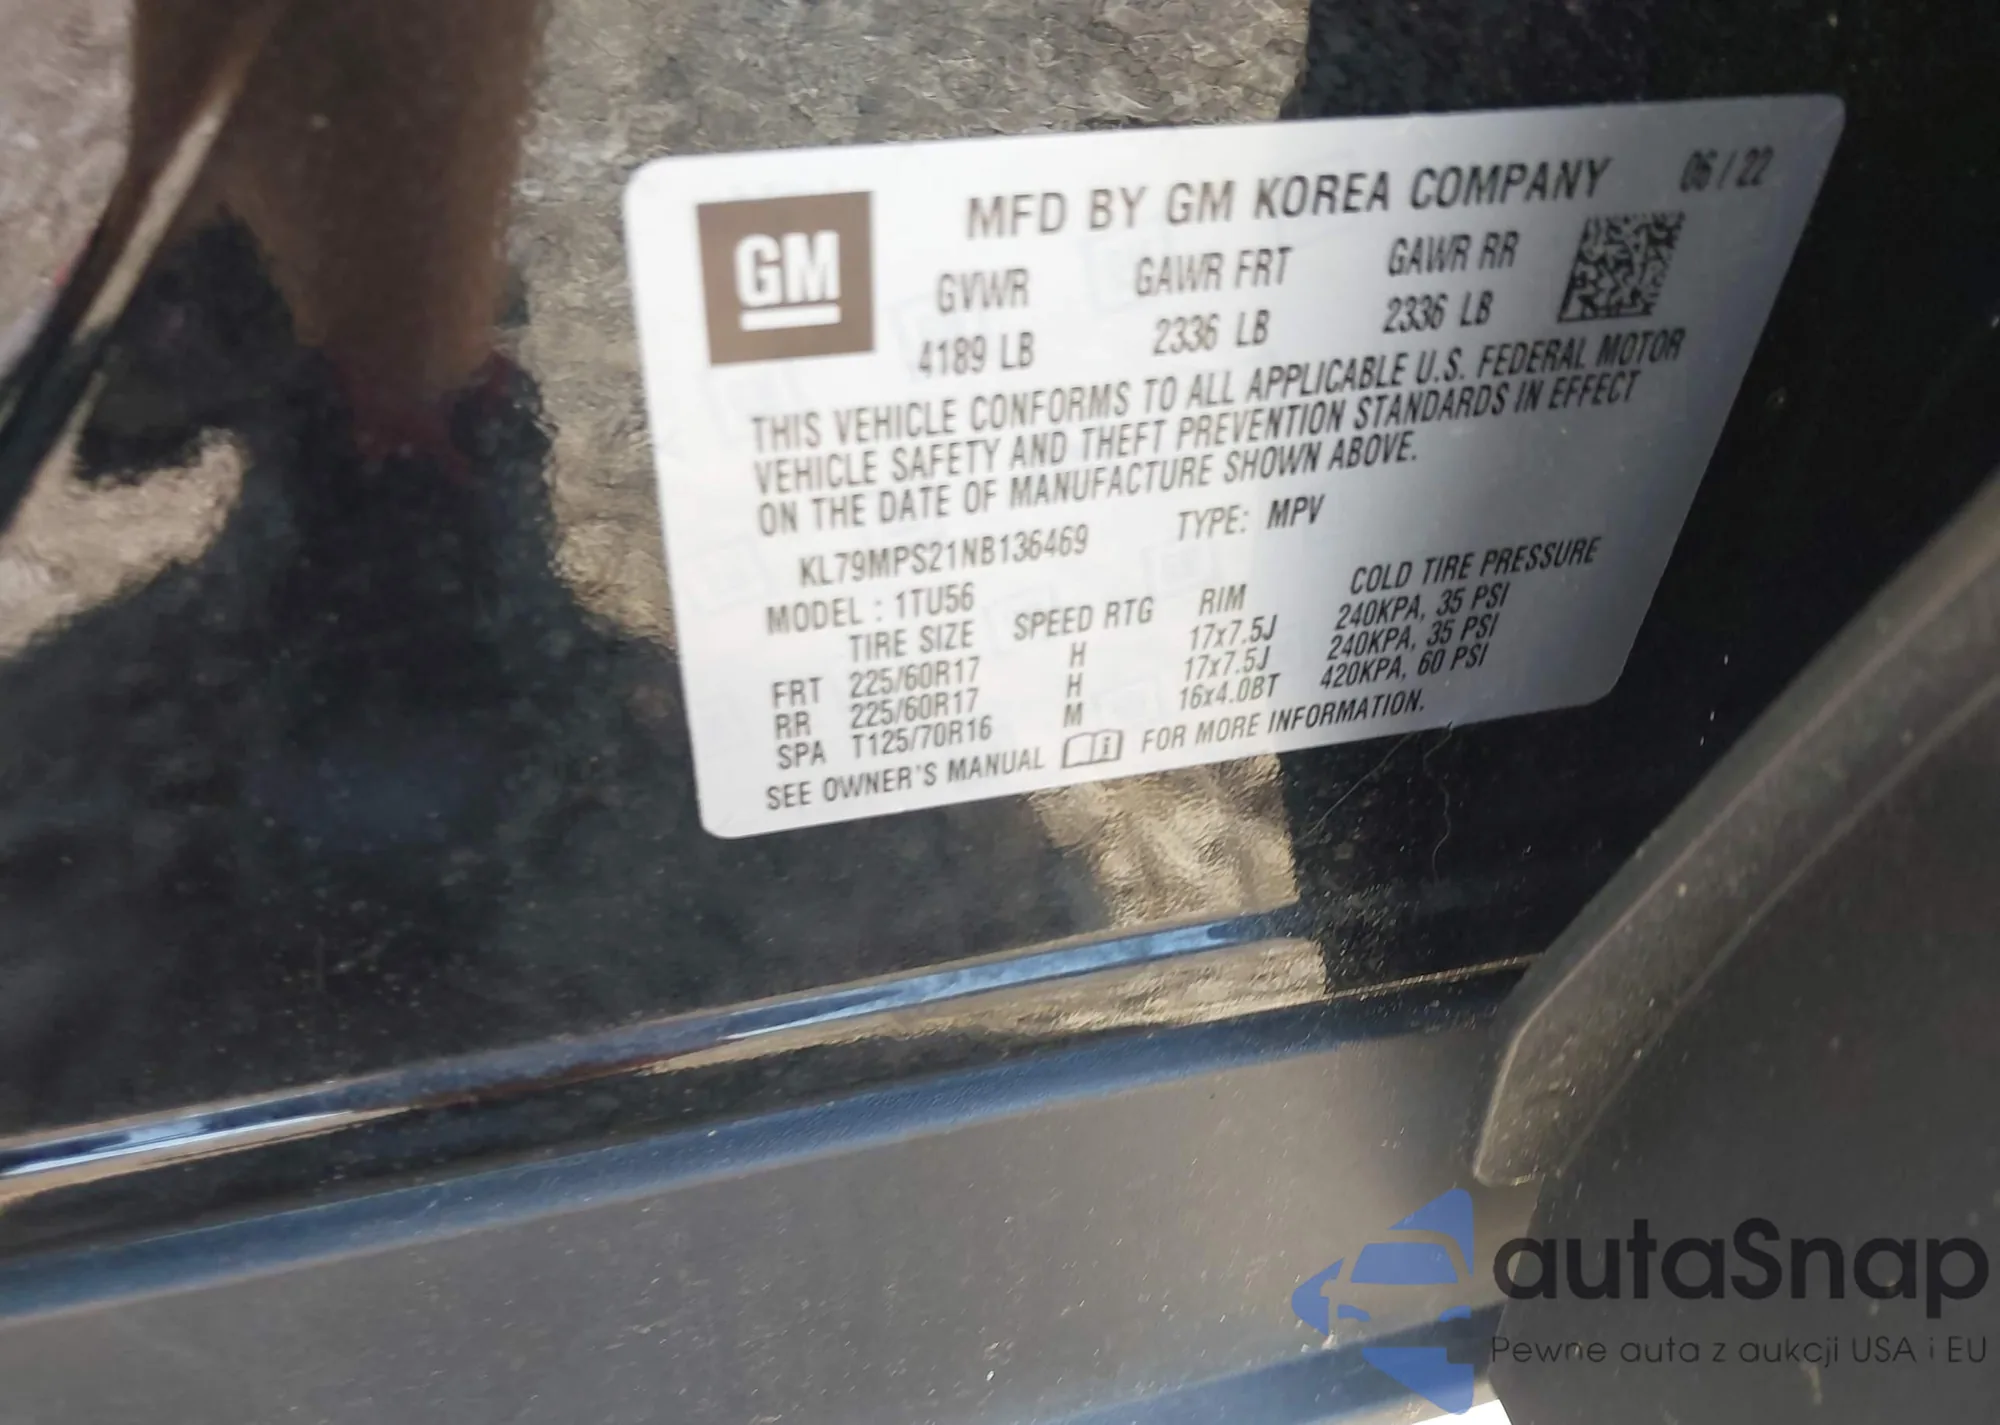 MFD BY GM KOREA COMPANY 06 / 22
GM
GVWR GAWR FRT GAWR RR
4189 LB 2336 LB 2336 LB
THIS VEHICLE CONFORMS TO ALL APPLICABLE U.S. FEDERAL MOTOR
VEHICLE SAFETY AND THEFT PREVENTION STANDARDS IN EFFECT
ON THE DATE OF MANUFACTURE SHOWN ABOVE.
KL79MPS21NB136469 TYPE: MPV
MODEL : 1TU56
TIRE SIZE SPEED RTG RIM COLD TIRE PRESSURE
FRT 225/60R17 H 17x7.5J 240KPA, 35 PSI
RR 225/60R17 H 17x7.5J 240KPA, 35 PSI
SPA T125/70R16 M 16x4.0BT 420KPA, 60 PSI
SEE OWNER'S MANUAL FOR MORE INFORMATION.
autaSnap
Pewne auta z aukcji USA i EU